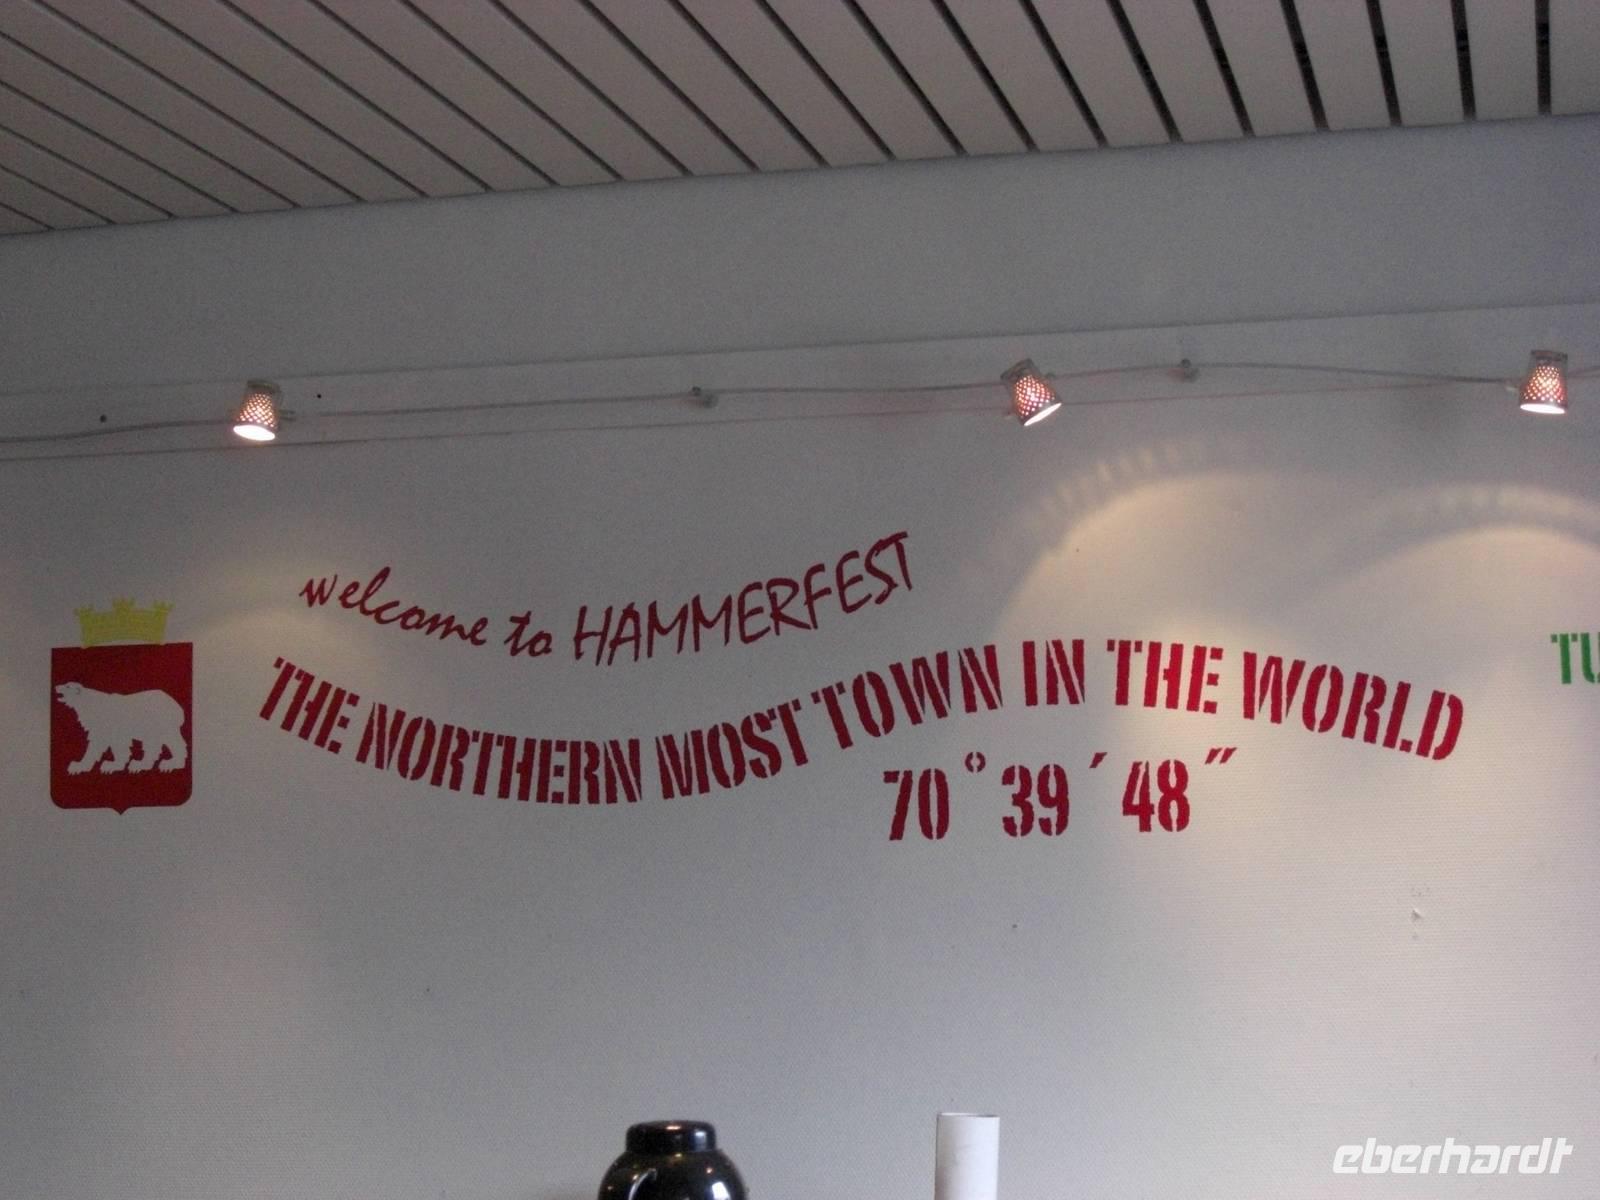 welcome to HAMMERFEST
THE NORTHERN MOST TOWN IN THE WORLD
70° 39' 48"
eberhardt